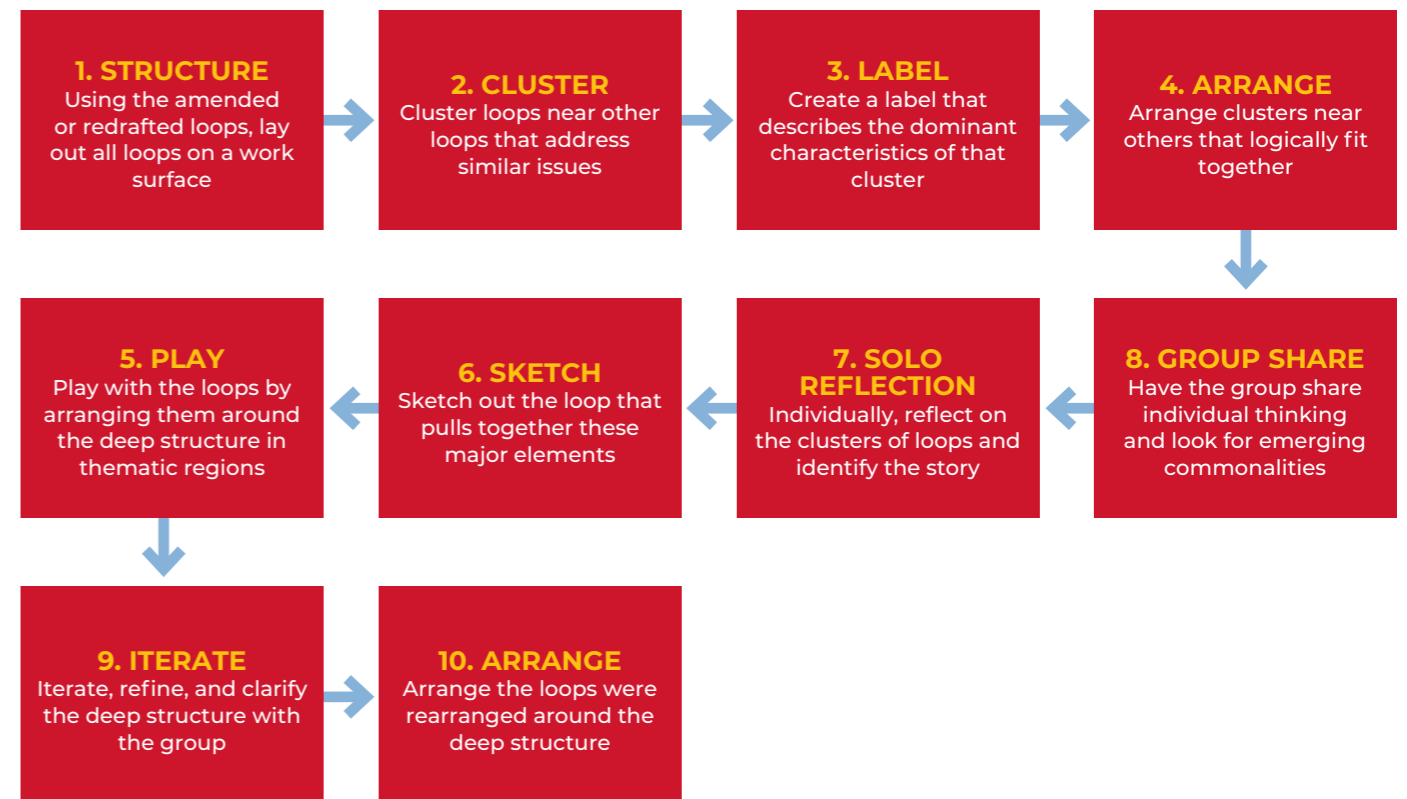 1. STRUCTURE
Using the amended
or redrafted loops, lay
out all loops on a work
surface
2. CLUSTER
Cluster loops near other
loops that address
similar issues
3. LABEL
Create a label that
describes the dominant
characteristics of that
cluster
4. ARRANGE
Arrange clusters near
others that logically fit
together
5. PLAY
Play with the loops by
arranging them around
the deep structure in
thematic regions
6. SKETCH
Sketch out the loop that
pulls together these
major elements
7. SOLO
REFLECTION
Individually, reflect on
the clusters of loops and
identify the story
8. GROUP SHARE
Have the group share
individual thinking
and look for emerging
commonalities
9. ITERATE
Iterate, refine, and clarify
the deep structure with
the group
10. ARRANGE
Arrange the loops were
rearranged around the
deep structure